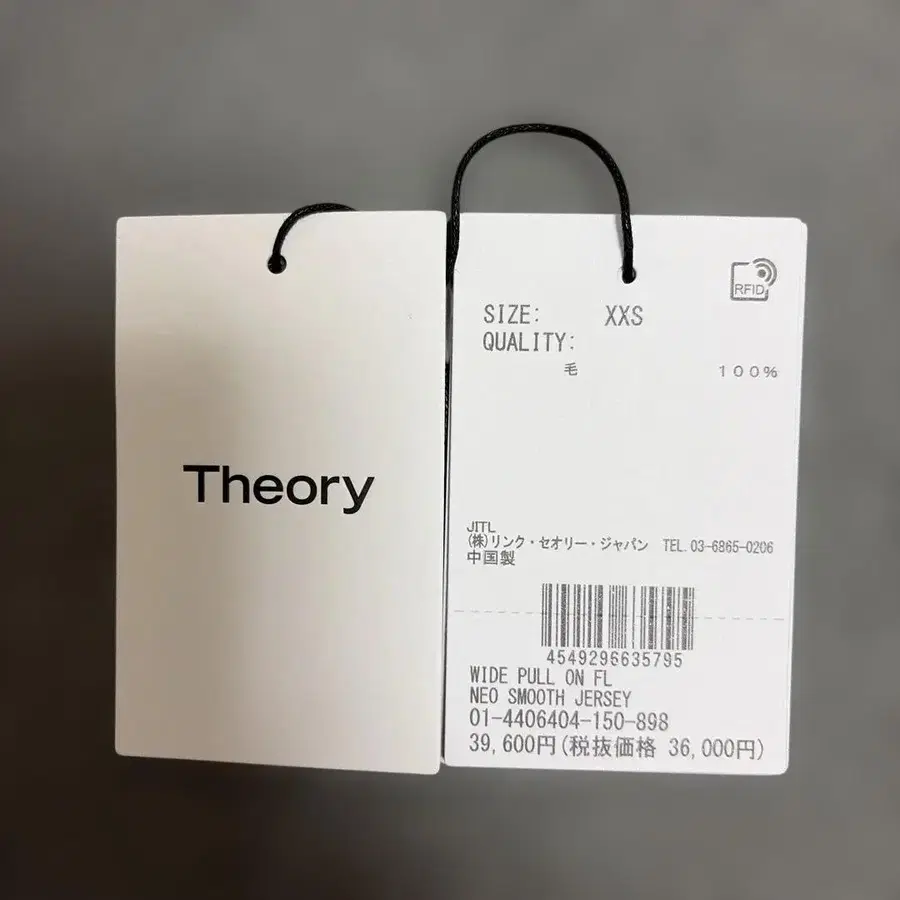 Theory
RFID
SIZE: XXS
QUALITY:
毛 100%
JITL
(株)リンク・セオリー・ジャパン TEL.03-6865-0206
中国製
4549296635795
WIDE PULL ON FL
NEO SMOOTH JERSEY
01-4406404-150-898
39,600円(税抜価格 36,000円)